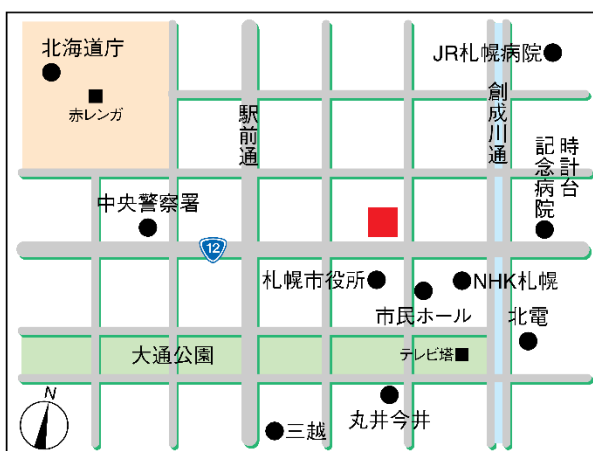 北海道庁
JR札幌病院
赤レンガ
駅前通
創成川通
時計台
記念病院
中央警察署
12
札幌市役所
NHK札幌
市民ホール
北電
大通公園
テレビ塔
丸井今井
三越
N